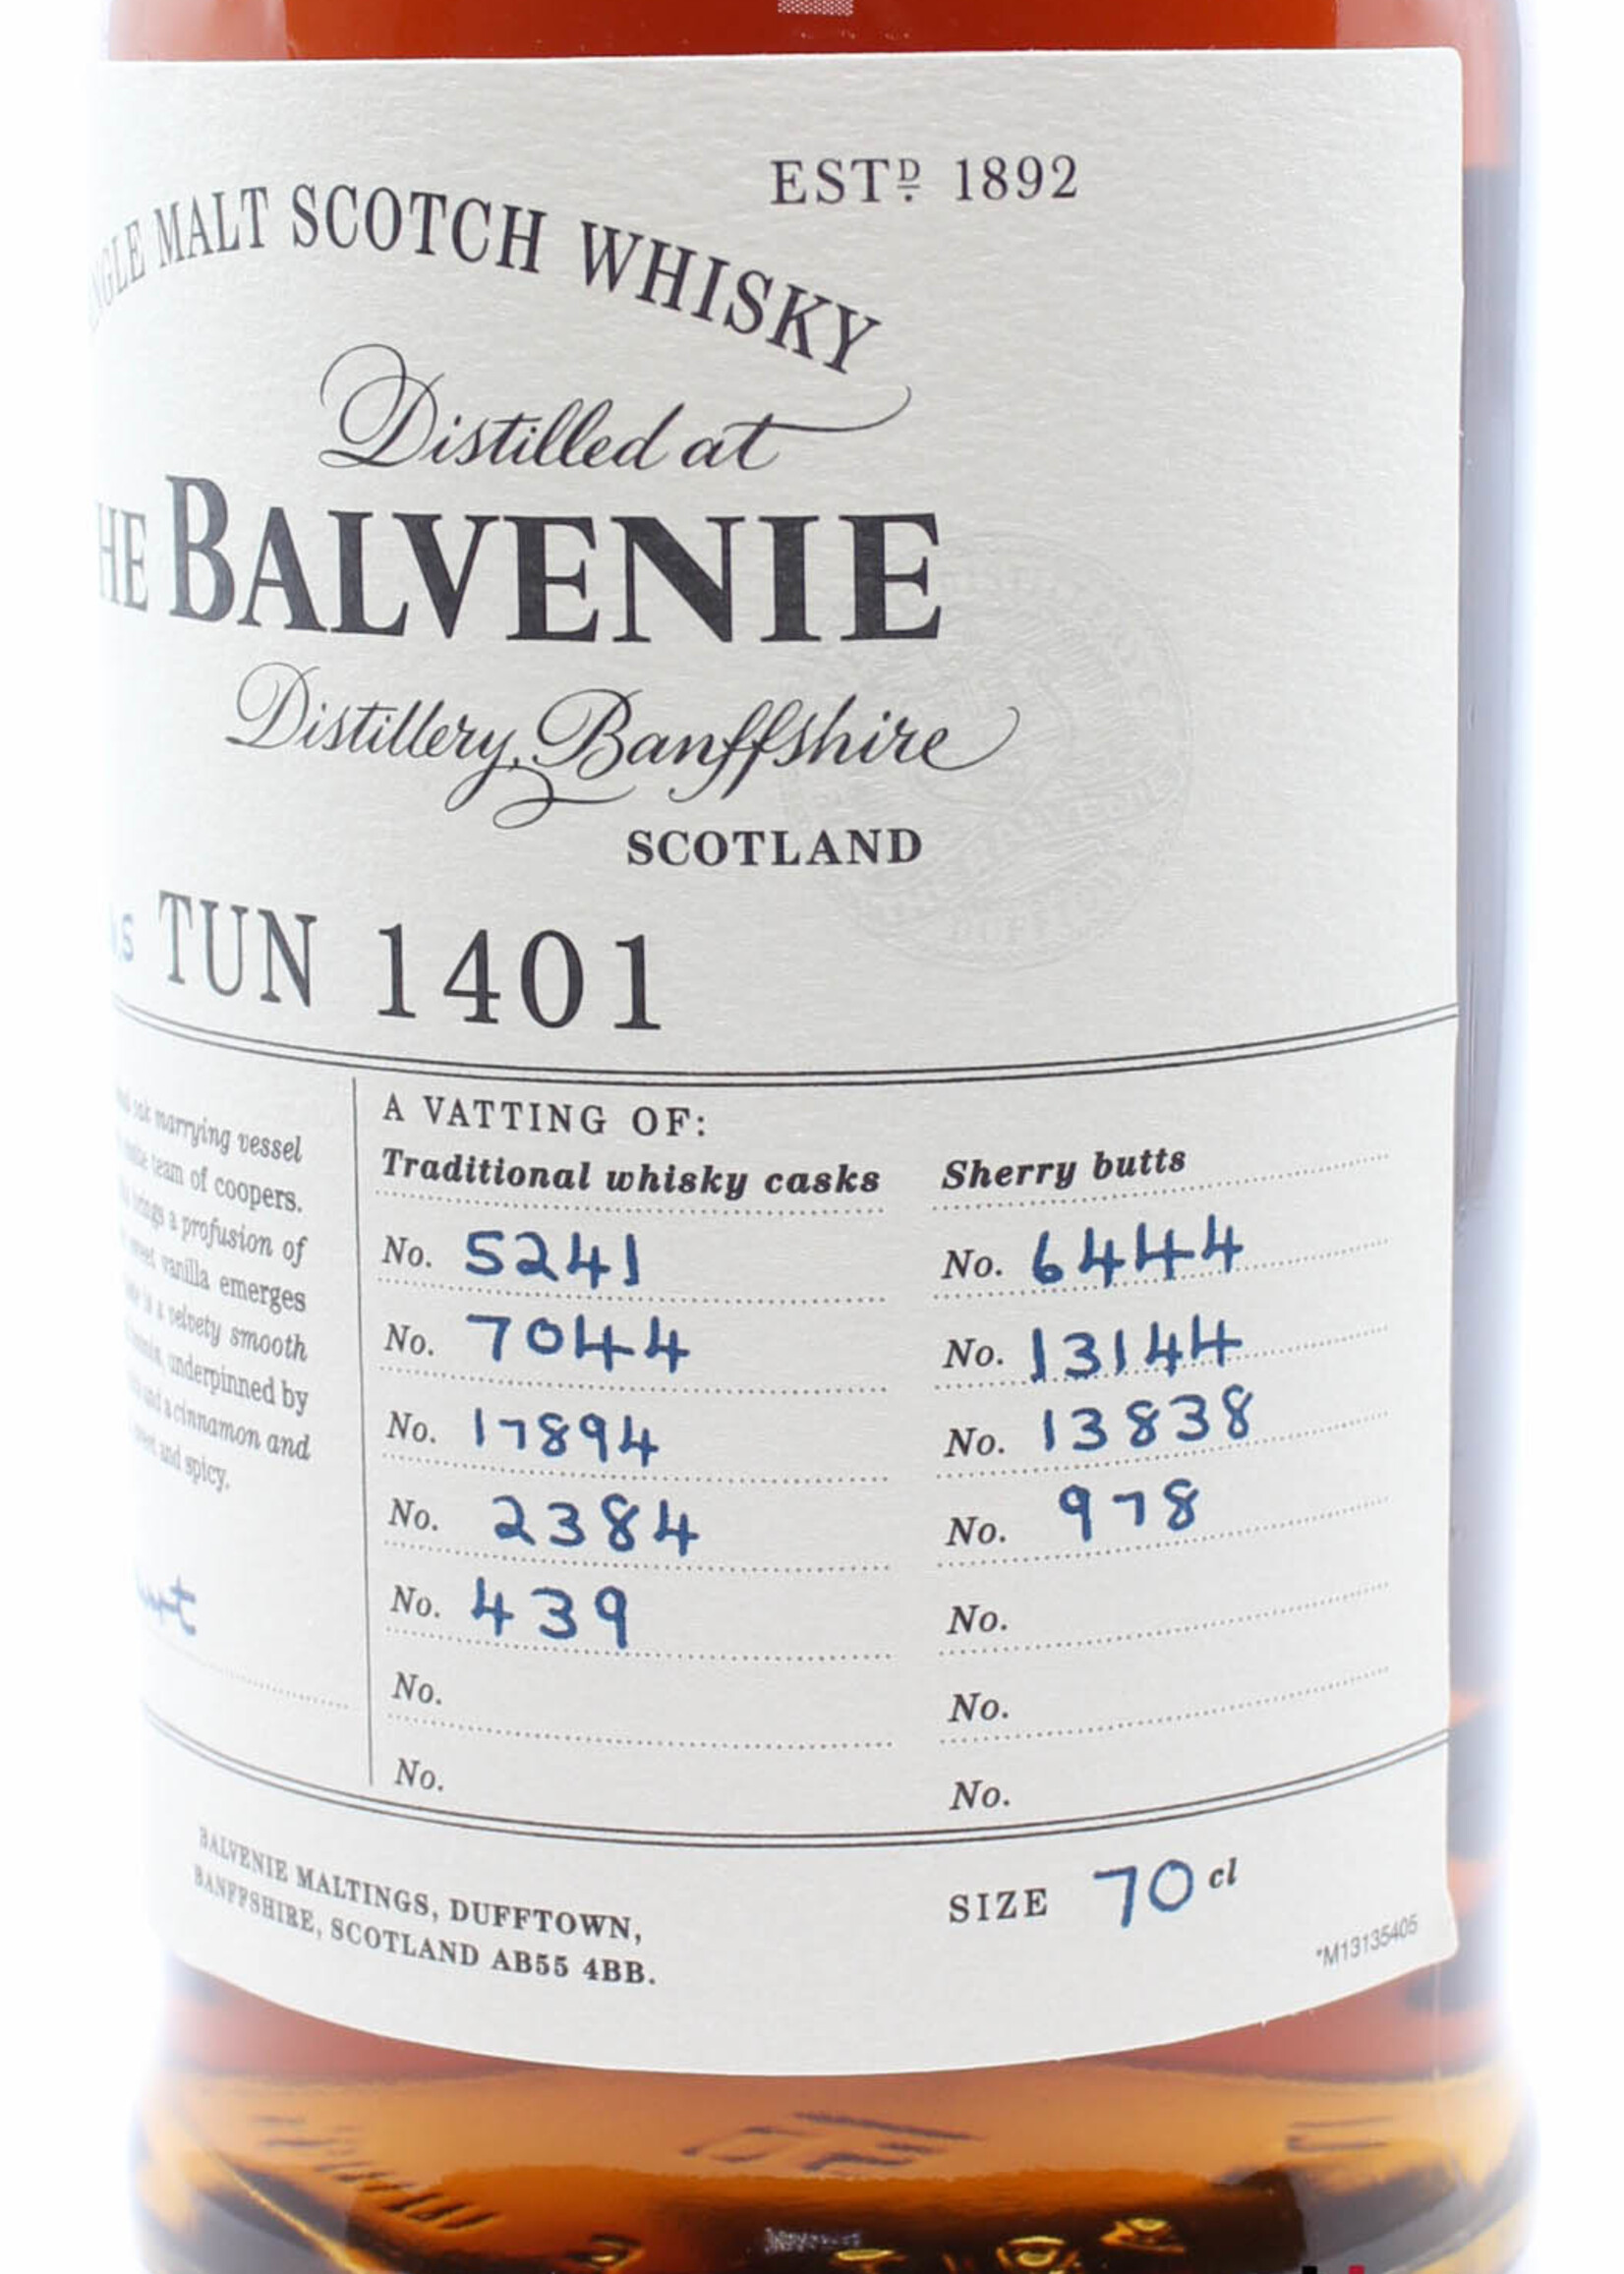 ESTD. 1892
MALT SCOTCH WHISKY
Distilled at
BALVENIE
Distillery, Banffshire
SCOTLAND
TUN 1401
marrying vessel
team of coopers.
a profusion of
vanilla emerges
velvety smooth
underpinned by
cinnamon and
and spicy.
A VATTING OF:
Traditional whisky casks
No. 5241
No. 7044
No. 17894
No. 2384
No. 439
No.
No.
Sherry butts
No. 6444
No. 13144
No. 13838
No. 978
No.
No.
No.
BALVENIE MALTINGS, DUFFTOWN,
BANFFSHIRE, SCOTLAND AB55 4BB.
SIZE 70 cl
*M13135405